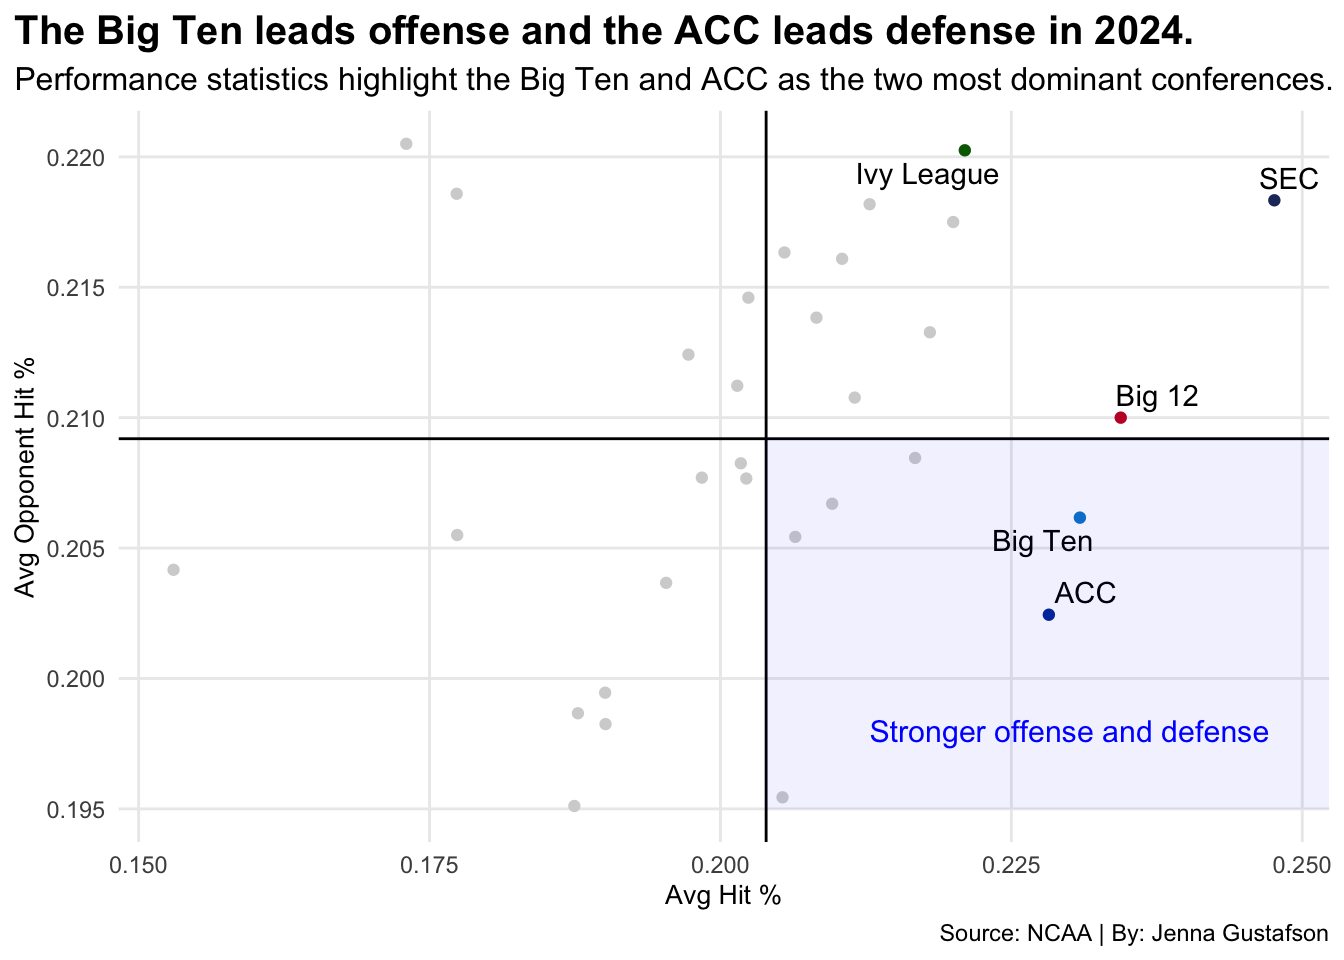 The Big Ten leads offense and the ACC leads defense in 2024.
Performance statistics highlight the Big Ten and ACC as the two most dominant conferences.
0.220
0.215
0.210
0.205
0.200
0.195
Avg Opponent Hit %
Ivy League
SEC
Big 12
Big Ten
ACC
Stronger offense and defense
0.150
0.175
0.200
0.225
0.250
Avg Hit %
Source: NCAA | By: Jenna Gustafson